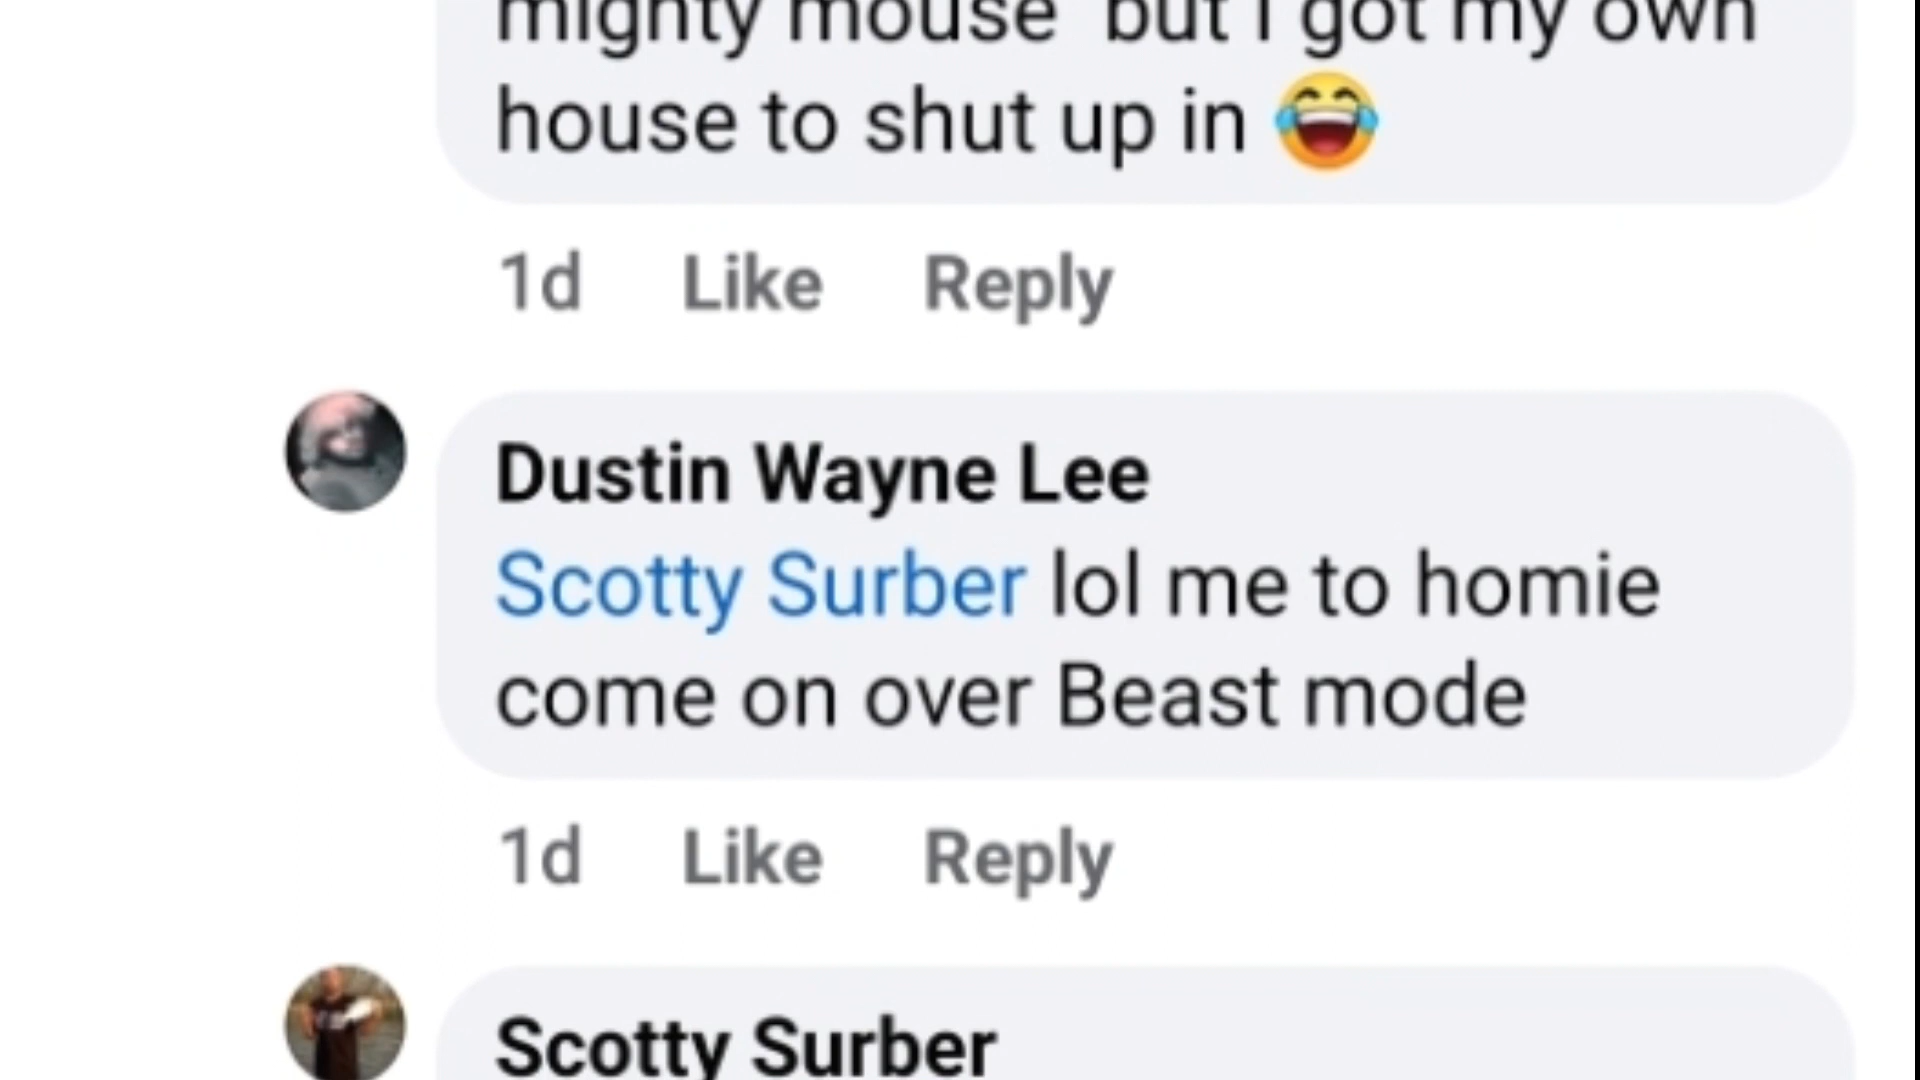 mighty mouse but I got my own
house to shut up in 😂
1d Like Reply
Dustin Wayne Lee
Scotty Surber lol me to homie
come on over Beast mode
1d Like Reply
Scotty Surber